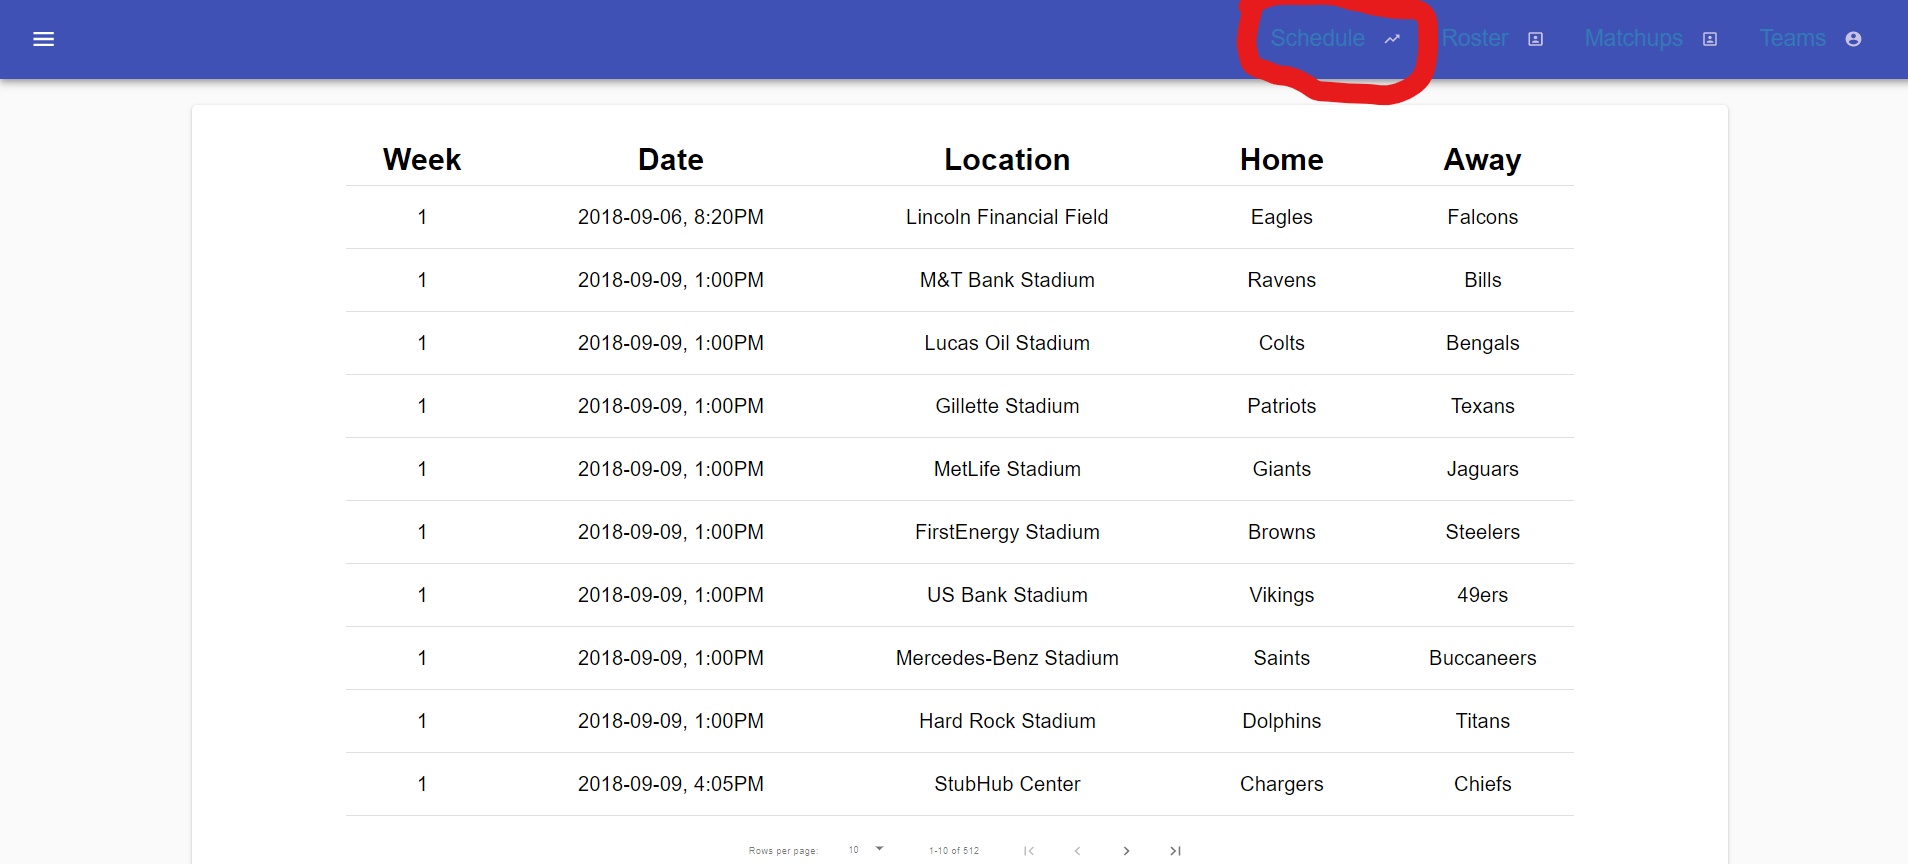 Schedule Roster Matchups Teams
Week Date Location Home Away
1 2018-09-06, 8:20PM Lincoln Financial Field Eagles Falcons
1 2018-09-09, 1:00PM M&T Bank Stadium Ravens Bills
1 2018-09-09, 1:00PM Lucas Oil Stadium Colts Bengals
1 2018-09-09, 1:00PM Gillette Stadium Patriots Texans
1 2018-09-09, 1:00PM MetLife Stadium Giants Jaguars
1 2018-09-09, 1:00PM FirstEnergy Stadium Browns Steelers
1 2018-09-09, 1:00PM US Bank Stadium Vikings 49ers
1 2018-09-09, 1:00PM Mercedes-Benz Stadium Saints Buccaneers
1 2018-09-09, 1:00PM Hard Rock Stadium Dolphins Titans
1 2018-09-09, 4:05PM StubHub Center Chargers Chiefs
Rows per page: 10 1-10 of 512